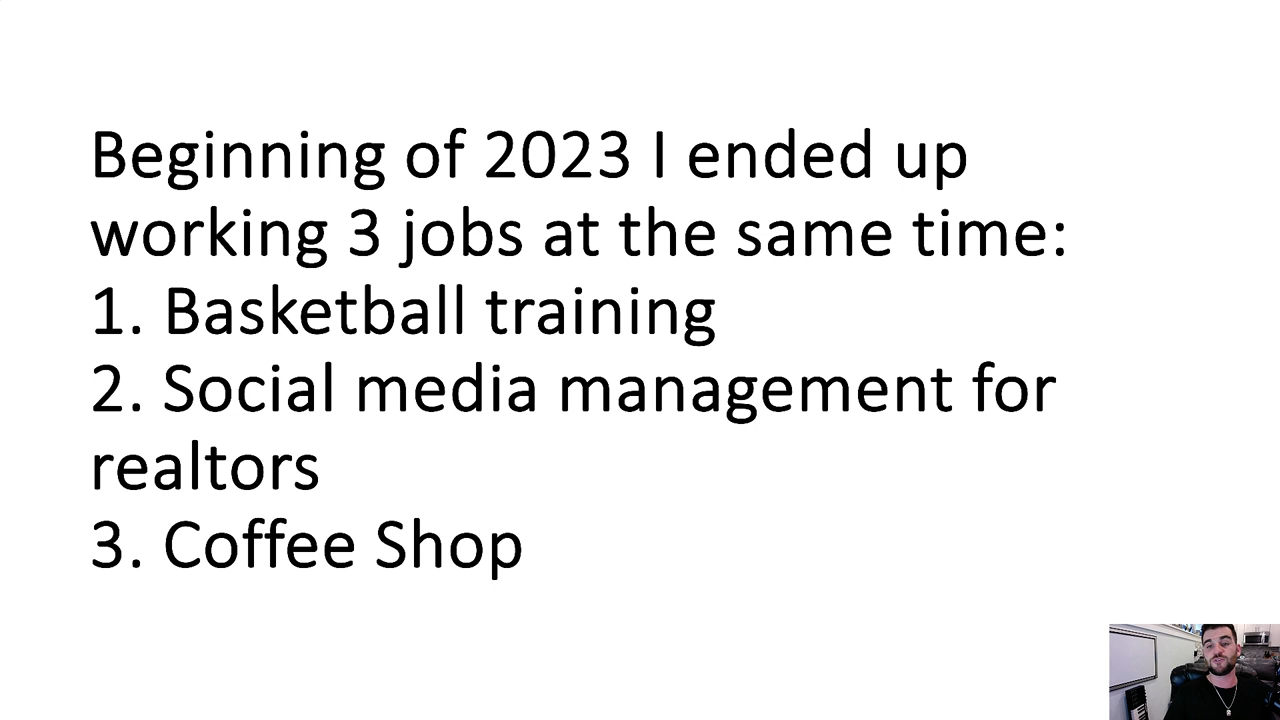 Beginning of 2023 I ended up
working 3 jobs at the same time:
1. Basketball training
2. Social media management for
realtors
3. Coffee Shop